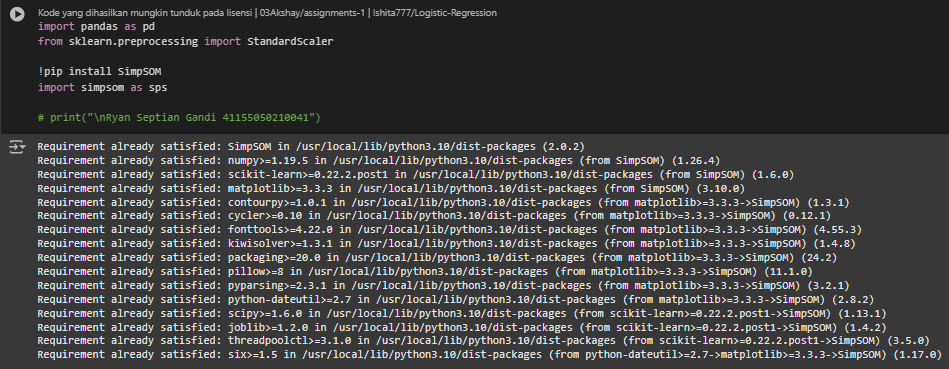 Kode yang dihasilkan mungkin tunduk pada lisensi | 03Akshay/assignments-1 | Ishita777/Logistic-Regression
import pandas as pd
from sklearn.preprocessing import StandardScaler
!pip install SimpSOM
import simpsom as sps
# print("\nRyan Septian Gandi 41155050210041")
Requirement already satisfied: SimpSOM in /usr/local/lib/python3.10/dist-packages (2.0.2)
Requirement already satisfied: numpy>=1.19.5 in /usr/local/lib/python3.10/dist-packages (from SimpSOM) (1.26.4)
Requirement already satisfied: scikit-learn>=0.22.2.post1 in /usr/local/lib/python3.10/dist-packages (from SimpSOM) (1.6.0)
Requirement already satisfied: matplotlib>=3.3.3 in /usr/local/lib/python3.10/dist-packages (from SimpSOM) (3.10.0)
Requirement already satisfied: contourpy>=1.0.1 in /usr/local/lib/python3.10/dist-packages (from matplotlib>=3.3.3->SimpSOM) (1.3.1)
Requirement already satisfied: cycler>=0.10 in /usr/local/lib/python3.10/dist-packages (from matplotlib>=3.3.3->SimpSOM) (0.12.1)
Requirement already satisfied: fonttools>=4.22.0 in /usr/local/lib/python3.10/dist-packages (from matplotlib>=3.3.3->SimpSOM) (4.55.3)
Requirement already satisfied: kiwisolver>=1.3.1 in /usr/local/lib/python3.10/dist-packages (from matplotlib>=3.3.3->SimpSOM) (1.4.8)
Requirement already satisfied: packaging>=20.0 in /usr/local/lib/python3.10/dist-packages (from matplotlib>=3.3.3->SimpSOM) (24.2)
Requirement already satisfied: pillow>=8 in /usr/local/lib/python3.10/dist-packages (from matplotlib>=3.3.3->SimpSOM) (11.1.0)
Requirement already satisfied: pyparsing>=2.3.1 in /usr/local/lib/python3.10/dist-packages (from matplotlib>=3.3.3->SimpSOM) (3.2.1)
Requirement already satisfied: python-dateutil>=2.7 in /usr/local/lib/python3.10/dist-packages (from matplotlib>=3.3.3->SimpSOM) (2.8.2)
Requirement already satisfied: scipy>=1.6.0 in /usr/local/lib/python3.10/dist-packages (from scikit-learn>=0.22.2.post1->SimpSOM) (1.13.1)
Requirement already satisfied: joblib>=1.2.0 in /usr/local/lib/python3.10/dist-packages (from scikit-learn>=0.22.2.post1->SimpSOM) (1.4.2)
Requirement already satisfied: threadpoolctl>=3.1.0 in /usr/local/lib/python3.10/dist-packages (from scikit-learn>=0.22.2.post1->SimpSOM) (3.5.0)
Requirement already satisfied: six>=1.5 in /usr/local/lib/python3.10/dist-packages (from python-dateutil>=2.7->matplotlib>=3.3.3->SimpSOM) (1.17.0)